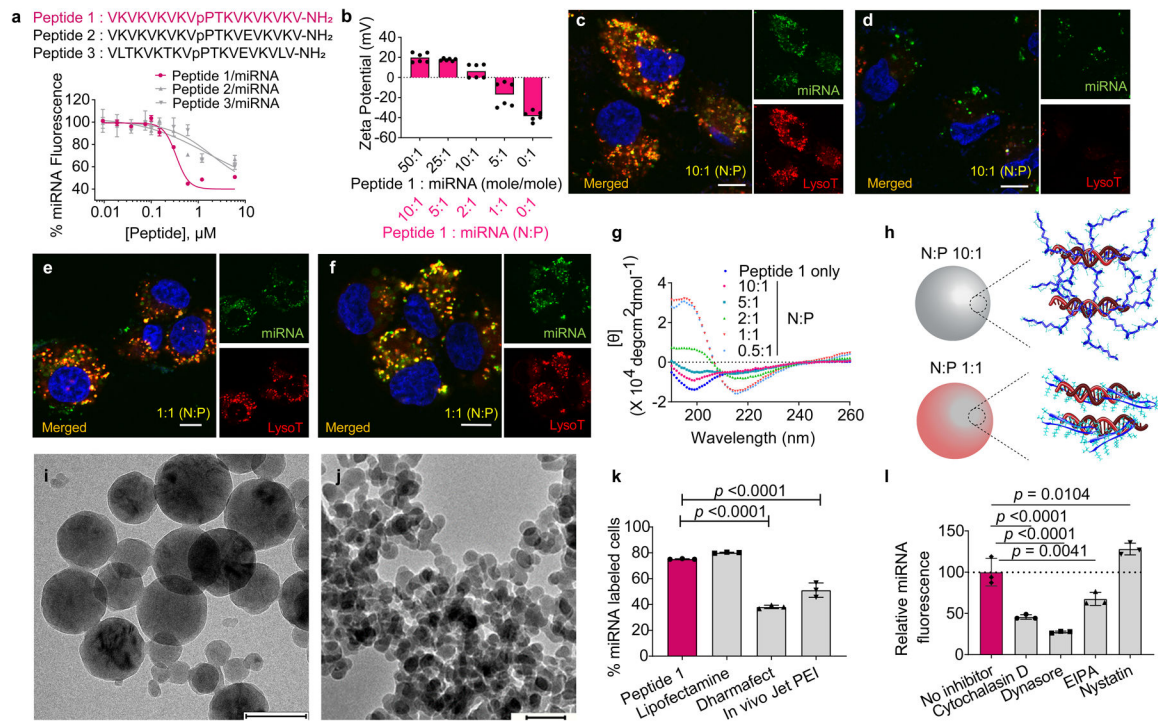 a
Peptide 1 : VKVKVKVKVpPTKVKVKVKV-NH₂
Peptide 2 : VKVKVKVKVpPTKVEVKVKV-NH₂
Peptide 3 : VLTKVKTKVpPTKVEVKVLV-NH₂
Peptide 1/miRNA
Peptide 2/miRNA
Peptide 3/miRNA
% miRNA Fluorescence
120
100
80
60
40
0.01
0.1
1
10
[Peptide], µM
b
Zeta Potential (mV)
40
20
0
-20
-40
-60
50:1
25:1
10:1
5:1
0:1
Peptide 1 : miRNA (mole/mole)
10:1
5:1
2:1
1:1
0:1
Peptide 1 : miRNA (N:P)
c
Merged
10:1 (N:P)
miRNA
LysoT
d
Merged
10:1 (N:P)
miRNA
LysoT
e
Merged
1:1 (N:P)
miRNA
LysoT
f
Merged
1:1 (N:P)
miRNA
LysoT
g
[θ]
(X 10⁴ degcm²dmol⁻¹)
4
2
0
-2
-4
200
220
240
260
Wavelength (nm)
Peptide 1 only
10:1
5:1
2:1
1:1
0.5:1
N:P
h
N:P 10:1
N:P 1:1
i
j
k
p <0.0001
p <0.0001
% miRNA labeled cells
100
80
60
40
20
0
Peptide 1
Lipofectamine
Dharmafect
In vivo Jet PEI
l
p = 0.0104
p <0.0001
p <0.0001
p = 0.0041
Relative miRNA
fluorescence
150
100
50
0
No inhibitor
Cytochalasin D
Dynasore
EIPA
Nystatin